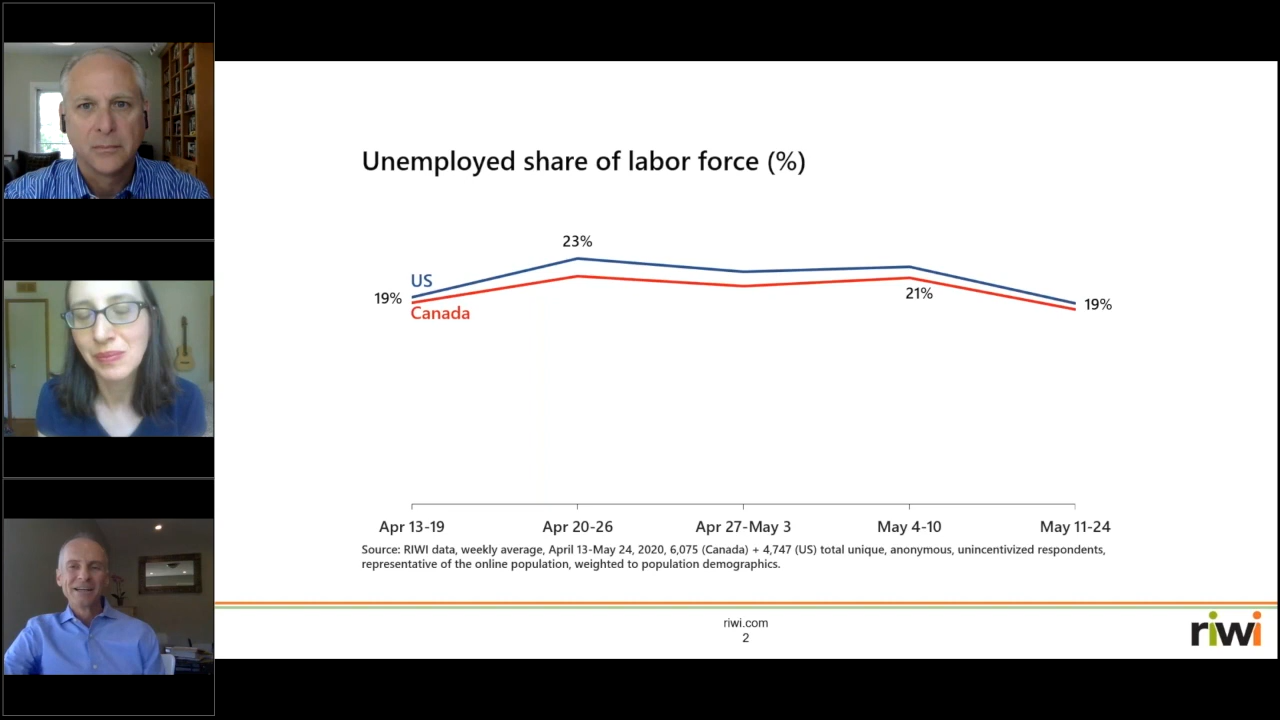 Unemployed share of labor force (%)
23%
US
19%
Canada
21%
19%
Apr 13-19
Apr 20-26
Apr 27-May 3
May 4-10
May 11-24
Source: RIWI data, weekly average, April 13-May 24, 2020, 6,075 (Canada) + 4,747 (US) total unique, anonymous, unincentivized respondents,
representative of the online population, weighted to population demographics.
riwi.com
2
riwi